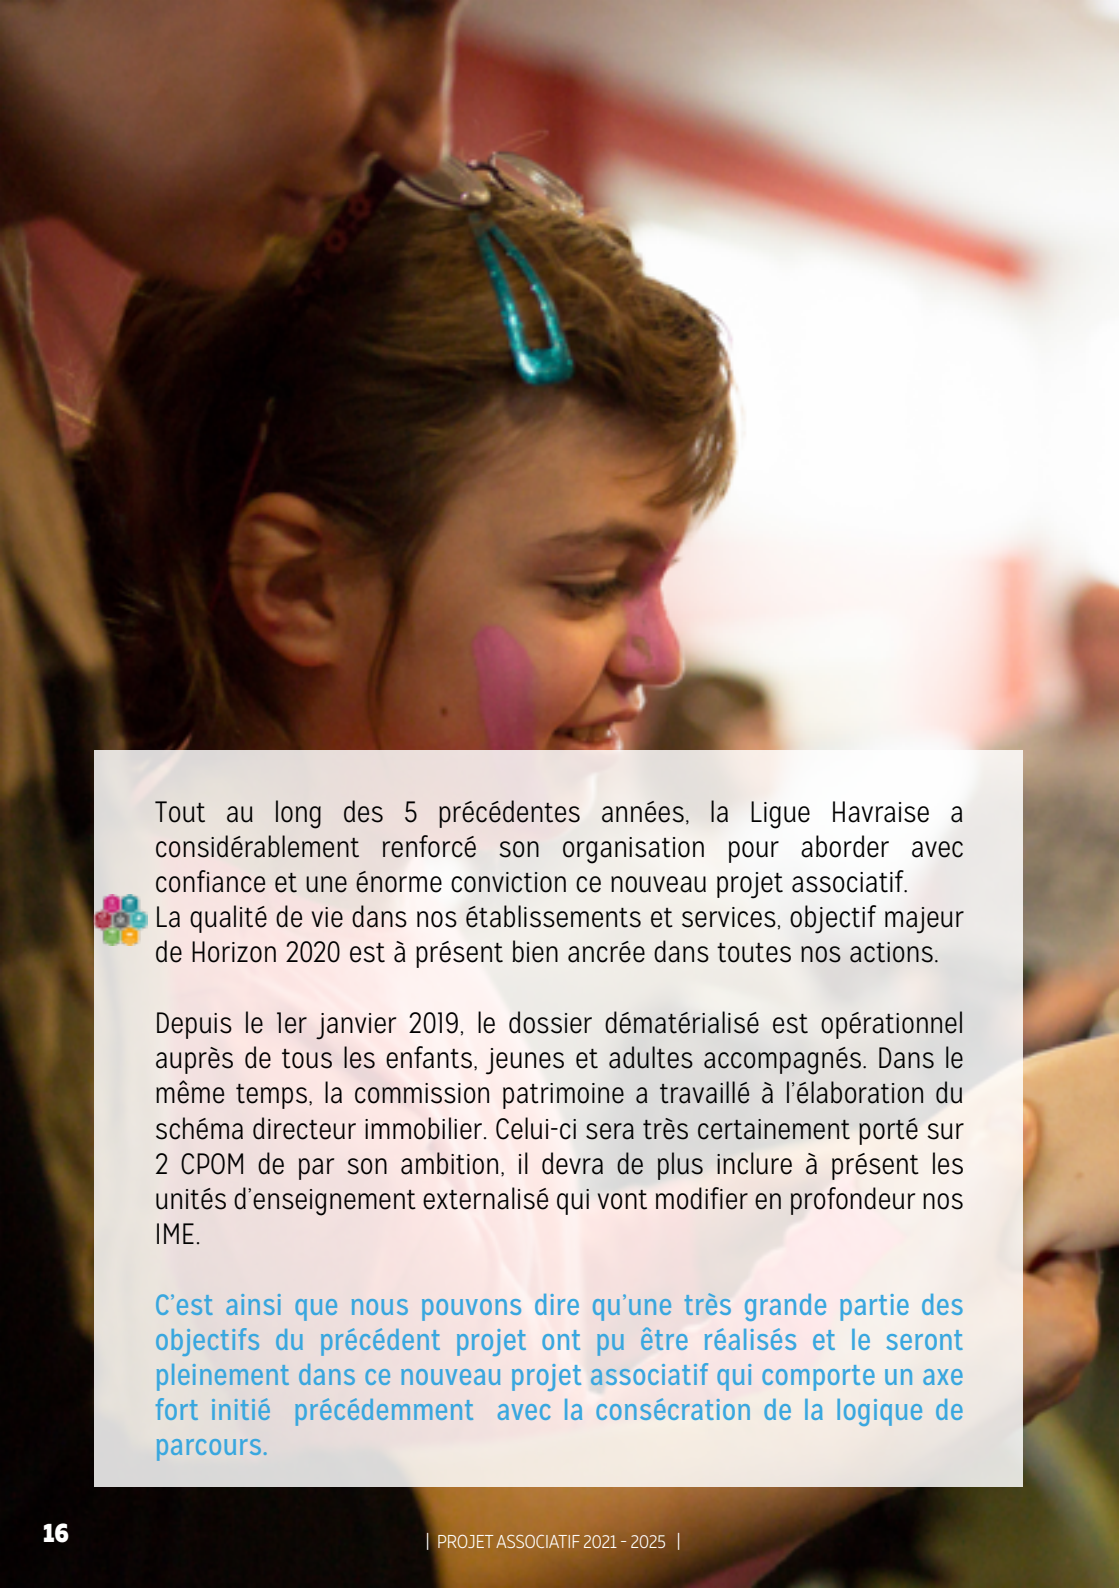 Tout au long des 5 précédentes années, la Ligue Havraise a
considérablement renforcé son organisation pour aborder avec
confiance et une énorme conviction ce nouveau projet associatif.
La qualité de vie dans nos établissements et services, objectif majeur
de Horizon 2020 est à présent bien ancrée dans toutes nos actions.
Depuis le 1er janvier 2019, le dossier dématérialisé est opérationnel
auprès de tous les enfants, jeunes et adultes accompagnés. Dans le
même temps, la commission patrimoine a travaillé à l'élaboration du
schéma directeur immobilier. Celui-ci sera très certainement porté sur
2 CPOM de par son ambition, il devra de plus inclure à présent les
unités d'enseignement externalisé qui vont modifier en profondeur nos
IME.
C'est ainsi que nous pouvons dire qu'une très grande partie des
objectifs du précédent projet ont pu être réalisés et le seront
pleinement dans ce nouveau projet associatif qui comporte un axe
fort initié précédemment avec la consécration de la logique de
parcours.
16
| PROJET ASSOCIATIF 2021 - 2025 |